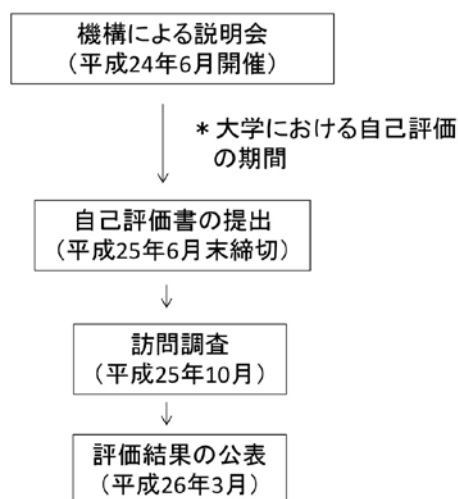 機構による説明会
（平成24年6月開催）
＊大学における自己評価
の期間
自己評価書の提出
（平成25年6月末締切）
訪問調査
（平成25年10月）
評価結果の公表
（平成26年3月）